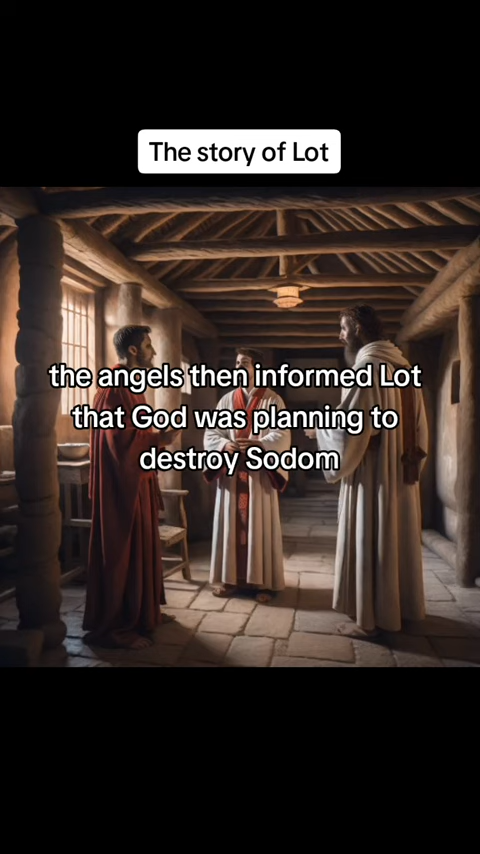 The story of Lot
the angels then informed Lot
that God was planning to
destroy Sodom